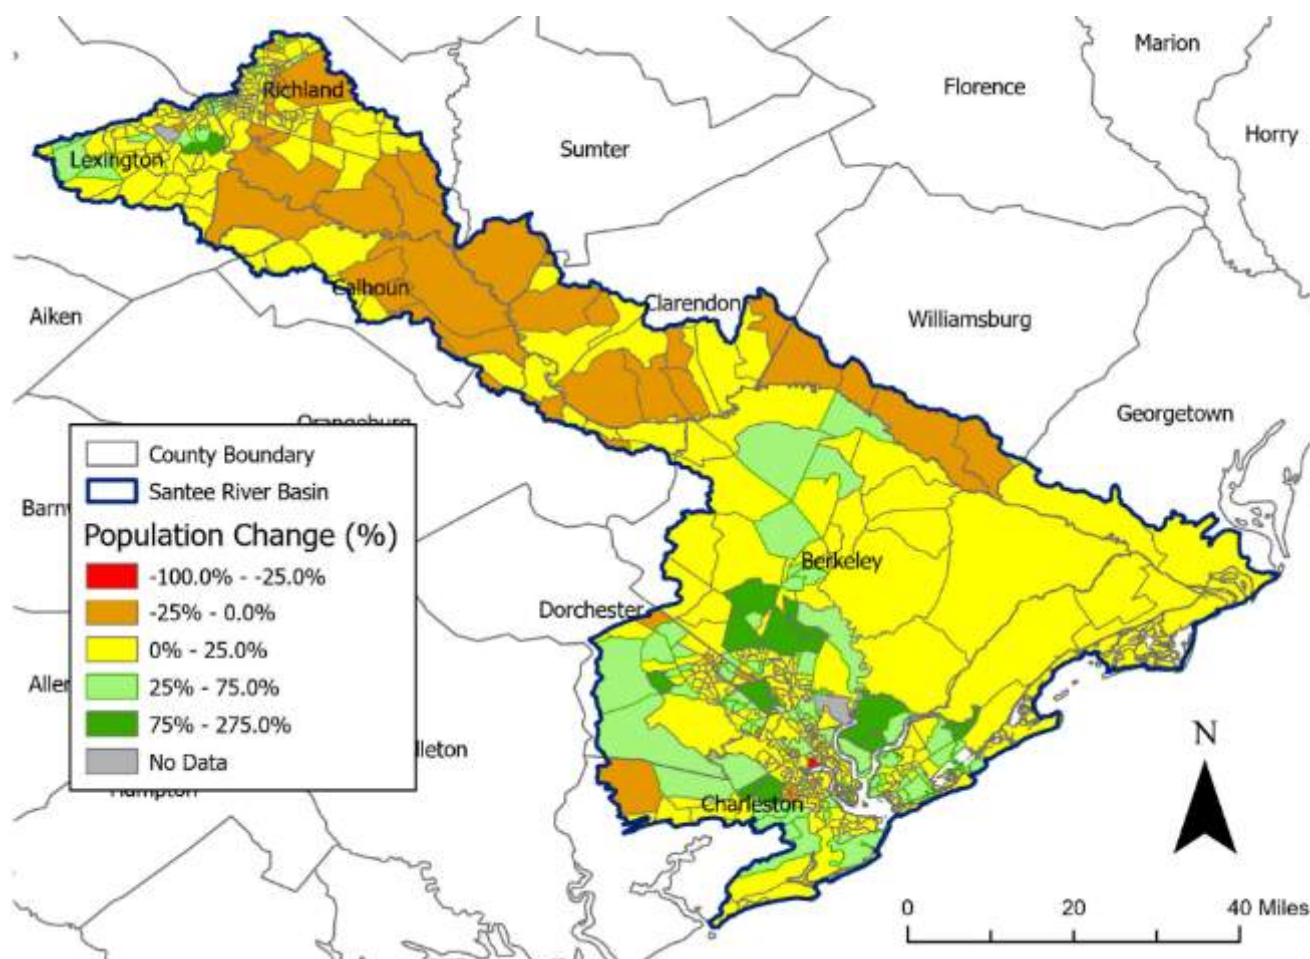 Marion
Florence
Richland
Horry
Sumter
Lexington
Calhoun
Clarendon
Aiken
Williamsburg
Georgetown
County Boundary
Santee River Basin
Population Change (%)
-100.0% - -25.0%
-25% - 0.0%
0% - 25.0%
25% - 75.0%
75% - 275.0%
No Data
Berkeley
Dorchester
Charleston
N
0 20 40 Miles